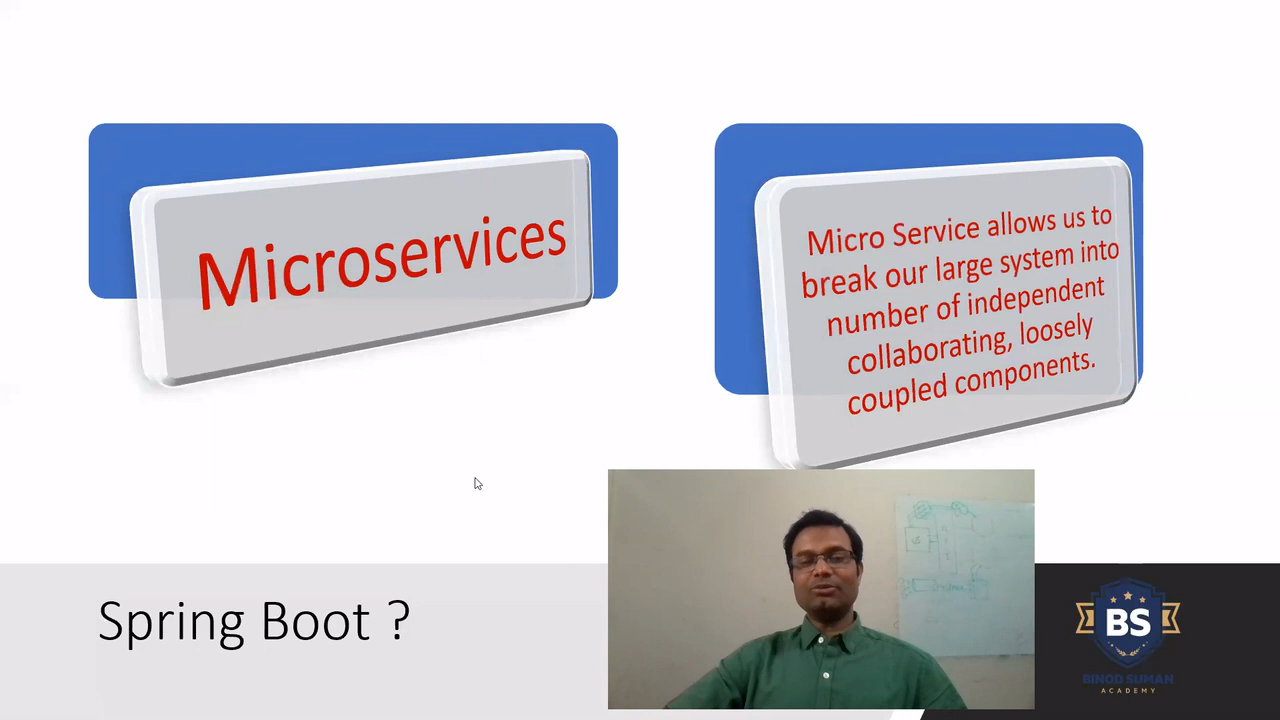 Microservices
Micro Service allows us to
break our large system into
number of independent
collaborating, loosely
coupled components.
Spring Boot ?
BS
BINOD SUMAN
ACADEMY